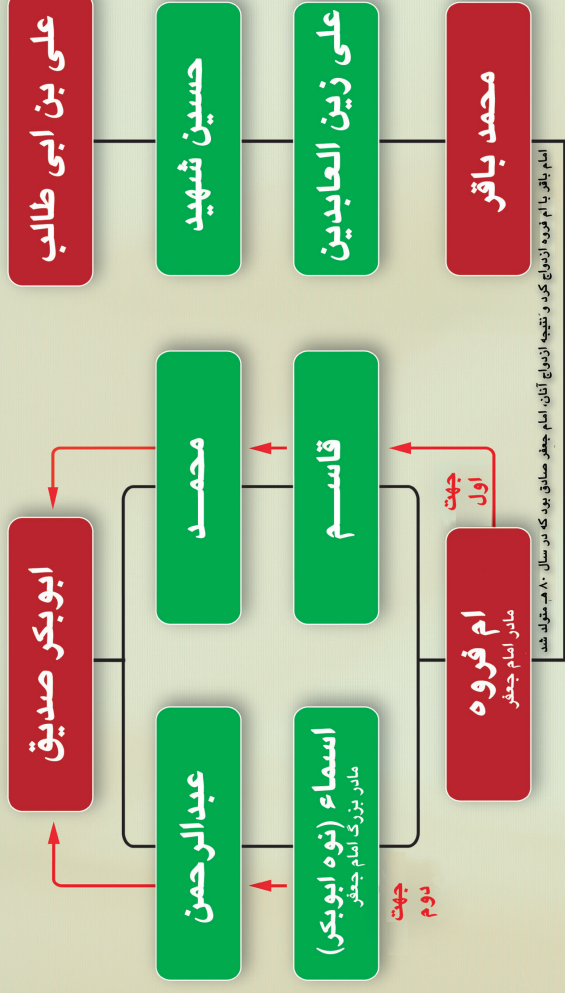 علی بن ابی طالب
حسین شهید
علی زین العابدین
محمد باقر
ابوبکر صدیق
محمـد
قاســم
جهت
اول
ام فروه
مادر امام جعفر
عبدالرحمن
اسماء (نوه ابوبکر)
مادر بزرگ امام جعفر
جهت
دوم
امام باقر با ام فروه ازدواج کرد و نتیجه ازدواج آنان، امام جعفر صادق بود که در سال ۸۰ هـ متولد شد